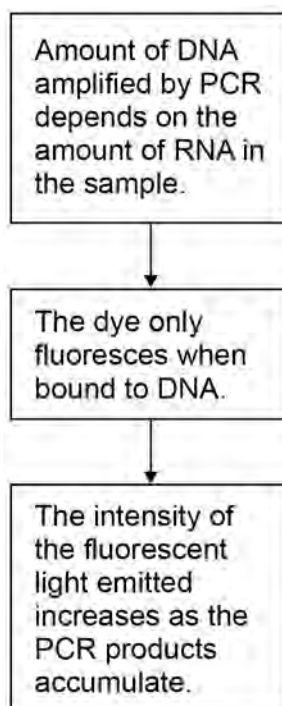 Amount of DNA
amplified by PCR
depends on the
amount of RNA in
the sample.
The dye only
fluoresces when
bound to DNA.
The intensity of
the fluorescent
light emitted
increases as the
PCR products
accumulate.